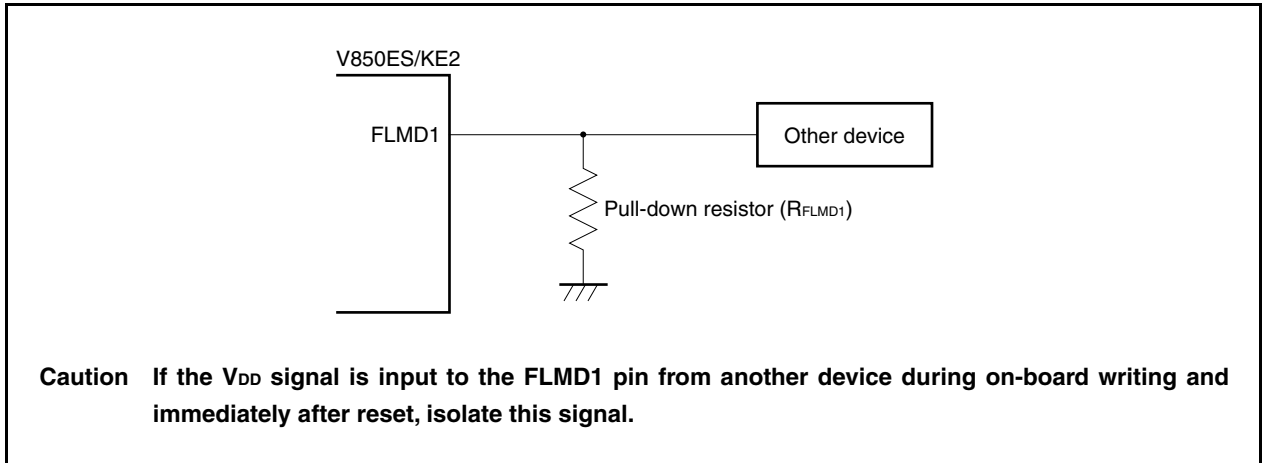 V850ES/KE2
FLMD1
Other device
Pull-down resistor (RFLMD1)
Caution If the VDD signal is input to the FLMD1 pin from another device during on-board writing and
immediately after reset, isolate this signal.